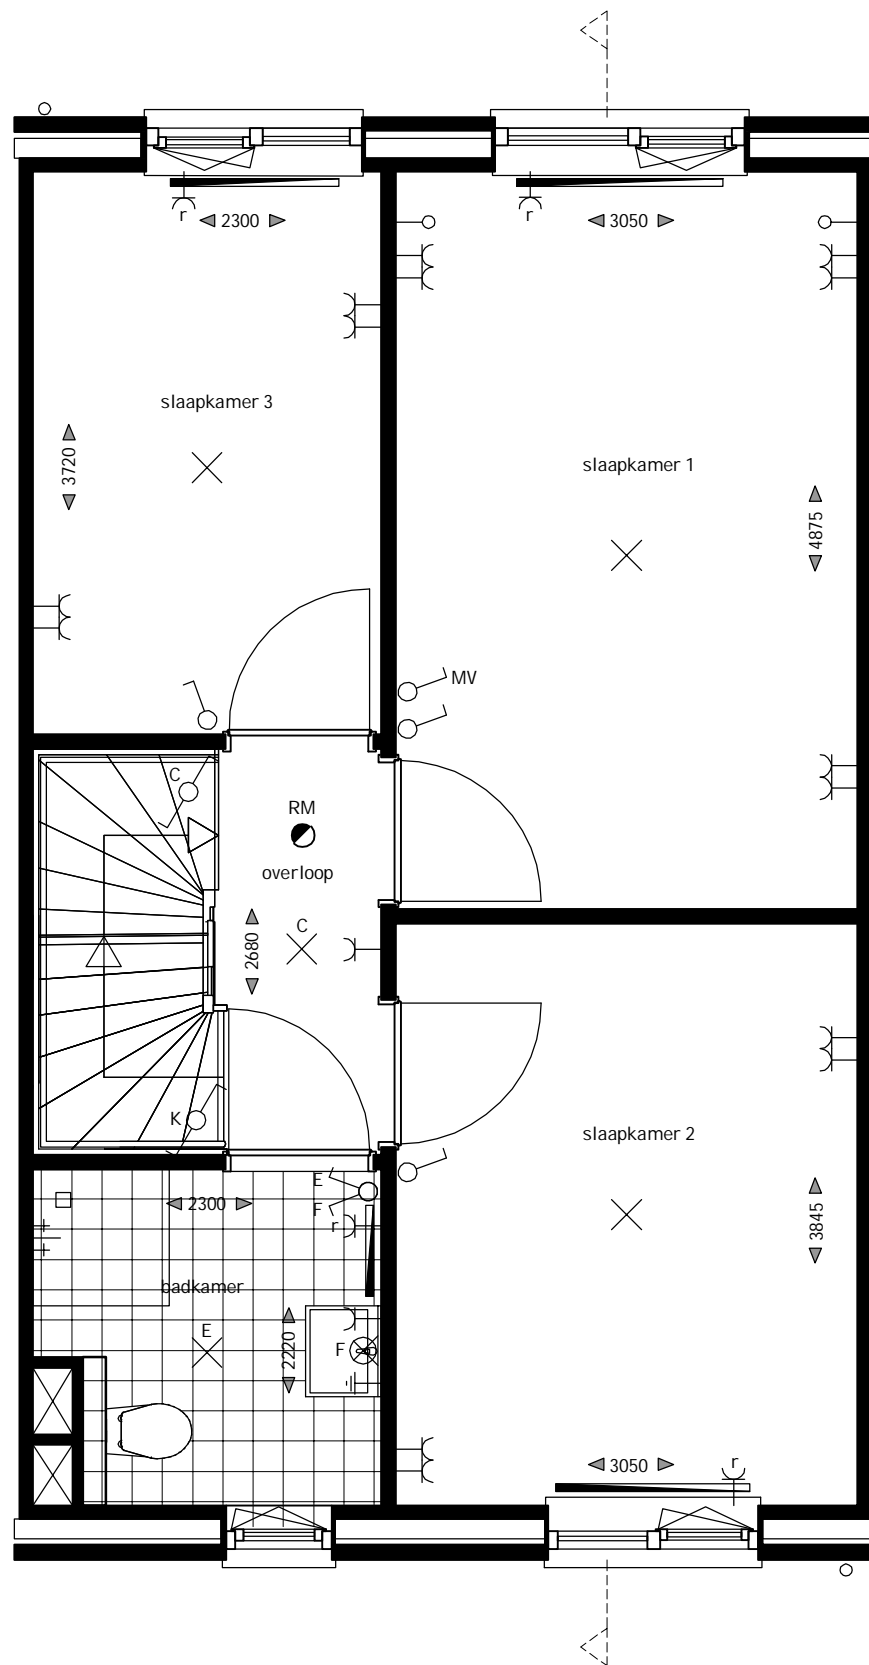 r
2300
r
3050
slaapkamer 3
3720
slaapkamer 1
4875
MV
C
RM
overloop
C
2680
K
slaapkamer 2
E
F
2300
r
badkamer
E
2220
F
3845
3050
r